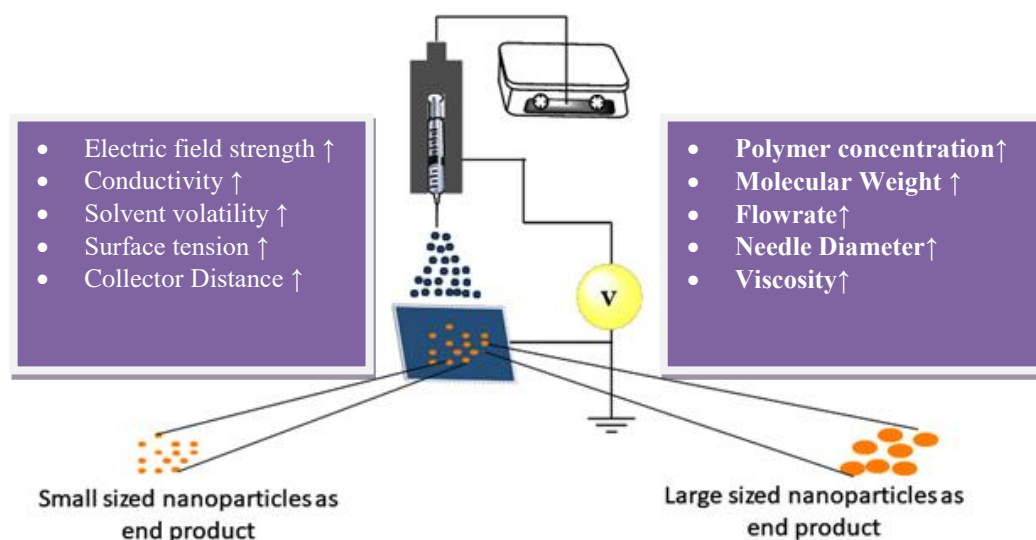 • Electric field strength ↑
• Conductivity ↑
• Solvent volatility ↑
• Surface tension ↑
• Collector Distance ↑
• Polymer concentration↑
• Molecular Weight ↑
• Flowrate↑
• Needle Diameter↑
• Viscosity↑
V
Small sized nanoparticles as
end product
Large sized nanoparticles as
end product